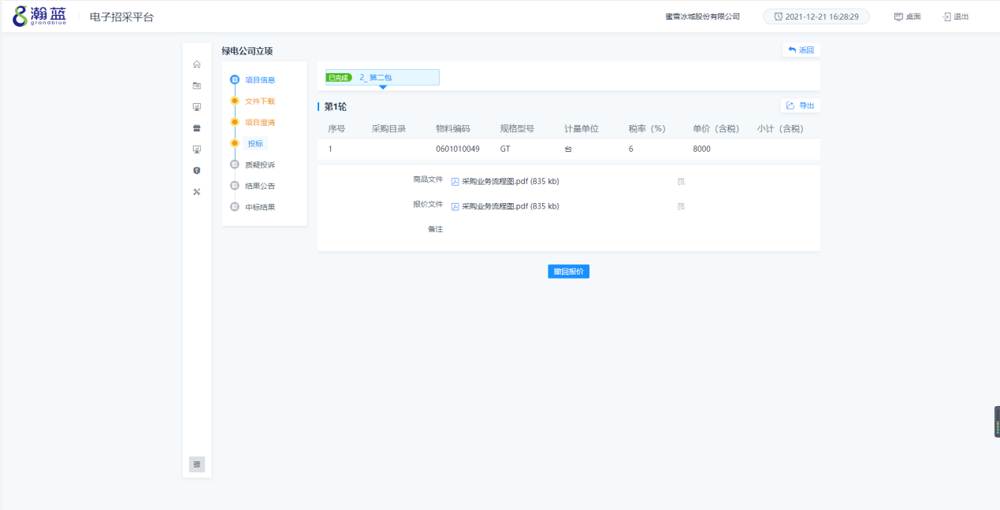 瀚蓝
grandblue
电子招采平台
蜜雪冰城股份有限公司
2021-12-21 16:28:29
桌面
退出
绿电公司立项
返回
项目信息
文件下载
项目澄清
投标
质疑投诉
结果公告
中标结果
已完成 2_ 第二包
第1轮
导出
序号 采购目录 物料编码 规格型号 计量单位 税率（%） 单价（含税） 小计（含税）
1 0601010049 GT 台 6 8000
商品文件 采购业务流程图.pdf (835 kb)
报价文件 采购业务流程图.pdf (835 kb)
备注
撤回报价